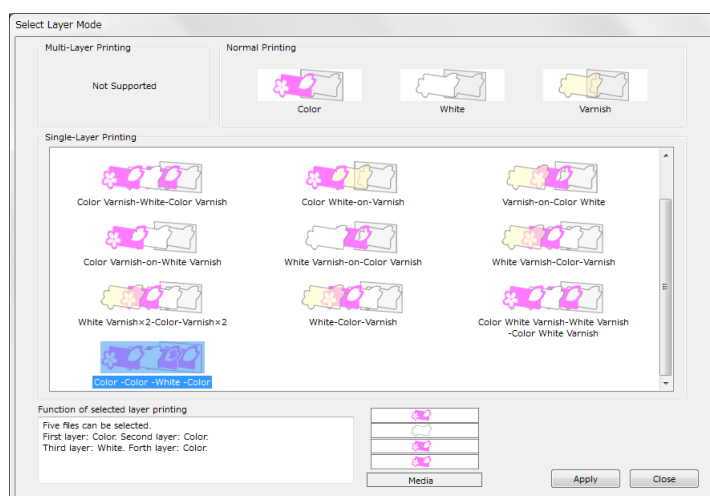 Select Layer Mode
Multi-Layer Printing
Normal Printing
Not Supported
Color
White
Varnish
Single-Layer Printing
Color Varnish-White-Color Varnish
Color White-on-Varnish
Varnish-on-Color White
Color Varnish-on-White Varnish
White Varnish-on-Color Varnish
White Varnish-Color-Varnish
White Varnish×2-Color-Varnish×2
White-Color-Varnish
Color White Varnish-White Varnish
-Color White Varnish
Color -Color -White -Color
Function of selected layer printing
Five files can be selected.
First layer: Color. Second layer: Color.
Third layer: White. Forth layer: Color.
Media
Apply
Close